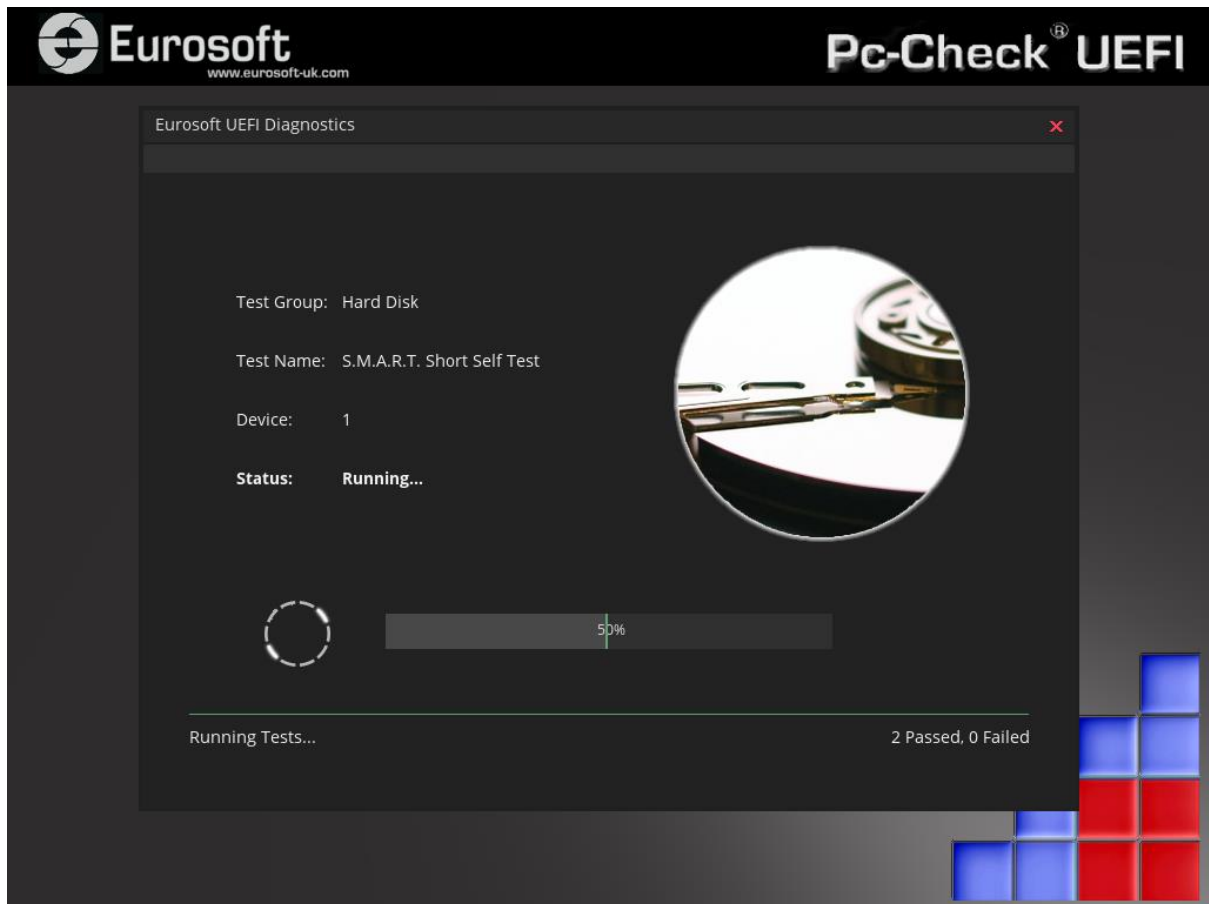 Eurosoft
www.eurosoft-uk.com
Pc-Check® UEFI
Eurosoft UEFI Diagnostics
Test Group: Hard Disk
Test Name: S.M.A.R.T. Short Self Test
Device: 1
Status: Running...
50%
Running Tests...
2 Passed, 0 Failed